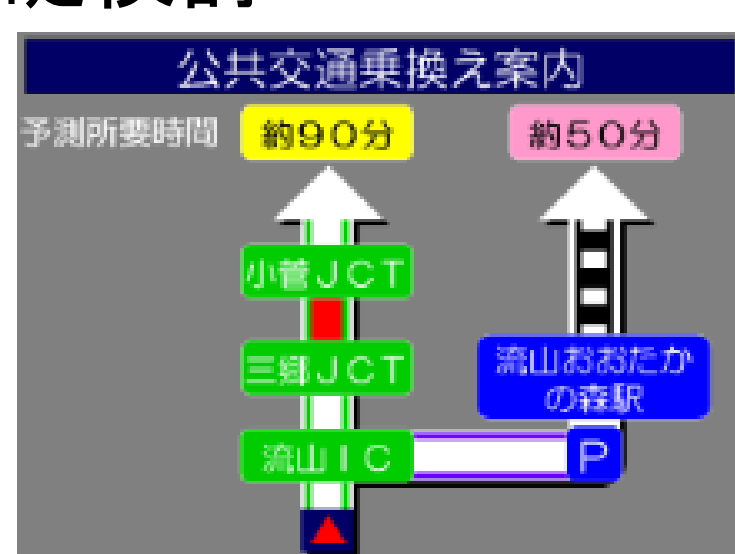 公共交通乗換え案内
予測所要時間
約90分
約50分
小菅JCT
三郷JCT
流山おおたか
の森駅
流山IC
P